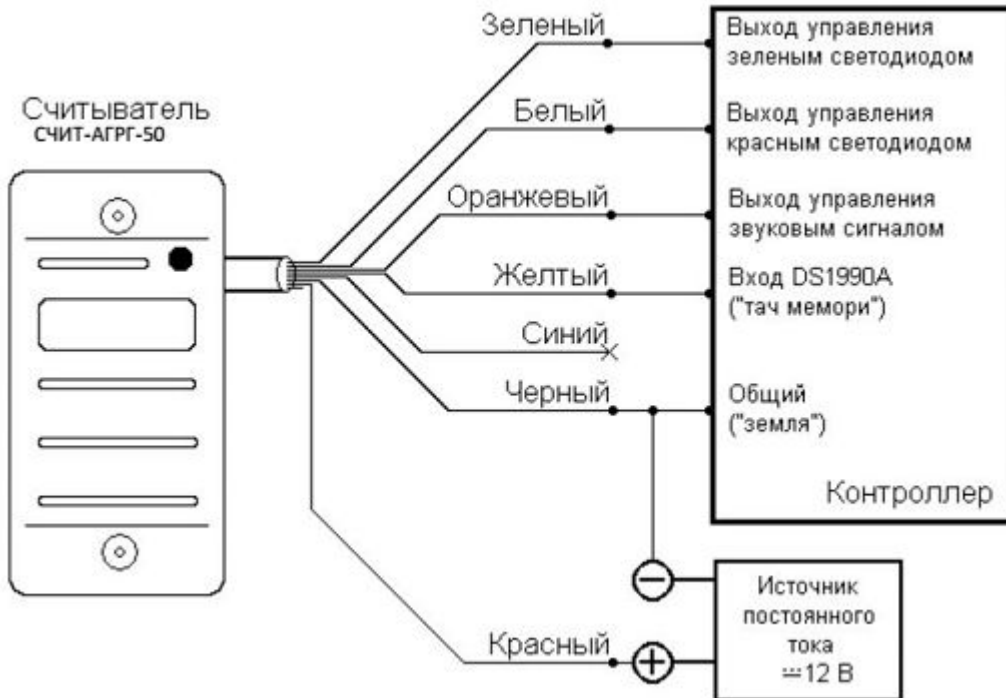 Считыватель
СЧИТ-АГРГ-50
Зеленый
Белый
Оранжевый
Желтый
Синий
Черный
Красный
Выход управления
зеленым светодиодом
Выход управления
красным светодиодом
Выход управления
звуковым сигналом
Вход DS1990A
("тач мемори")
Общий
("земля")
Контроллер
Источник
постоянного
тока
⎓12 В